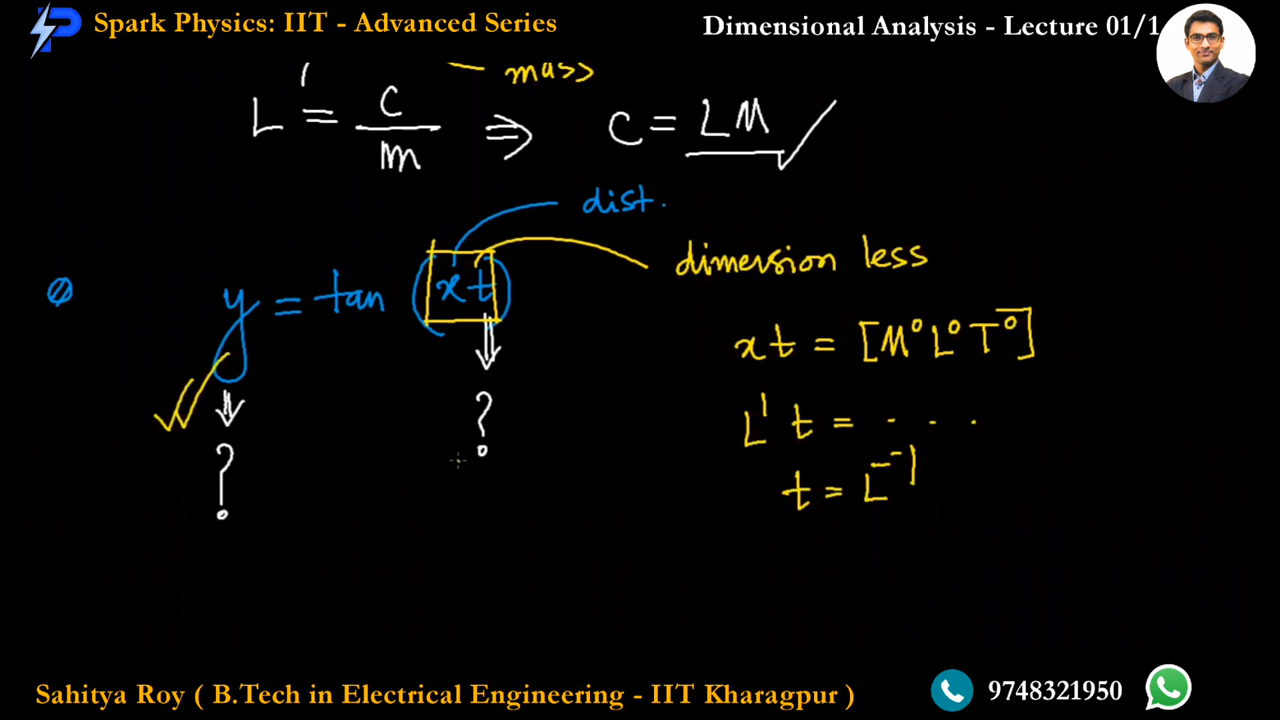 Spark Physics: IIT - Advanced Series
Dimensional Analysis - Lecture 01/1
mass
L = c/m ⇒ C = LM
dist.
dimension less
y = tan (xt)
xt = [M⁰L⁰T⁰]
L¹ t = . . .
t = L⁻¹
?
?
Sahitya Roy ( B.Tech in Electrical Engineering - IIT Kharagpur )
9748321950